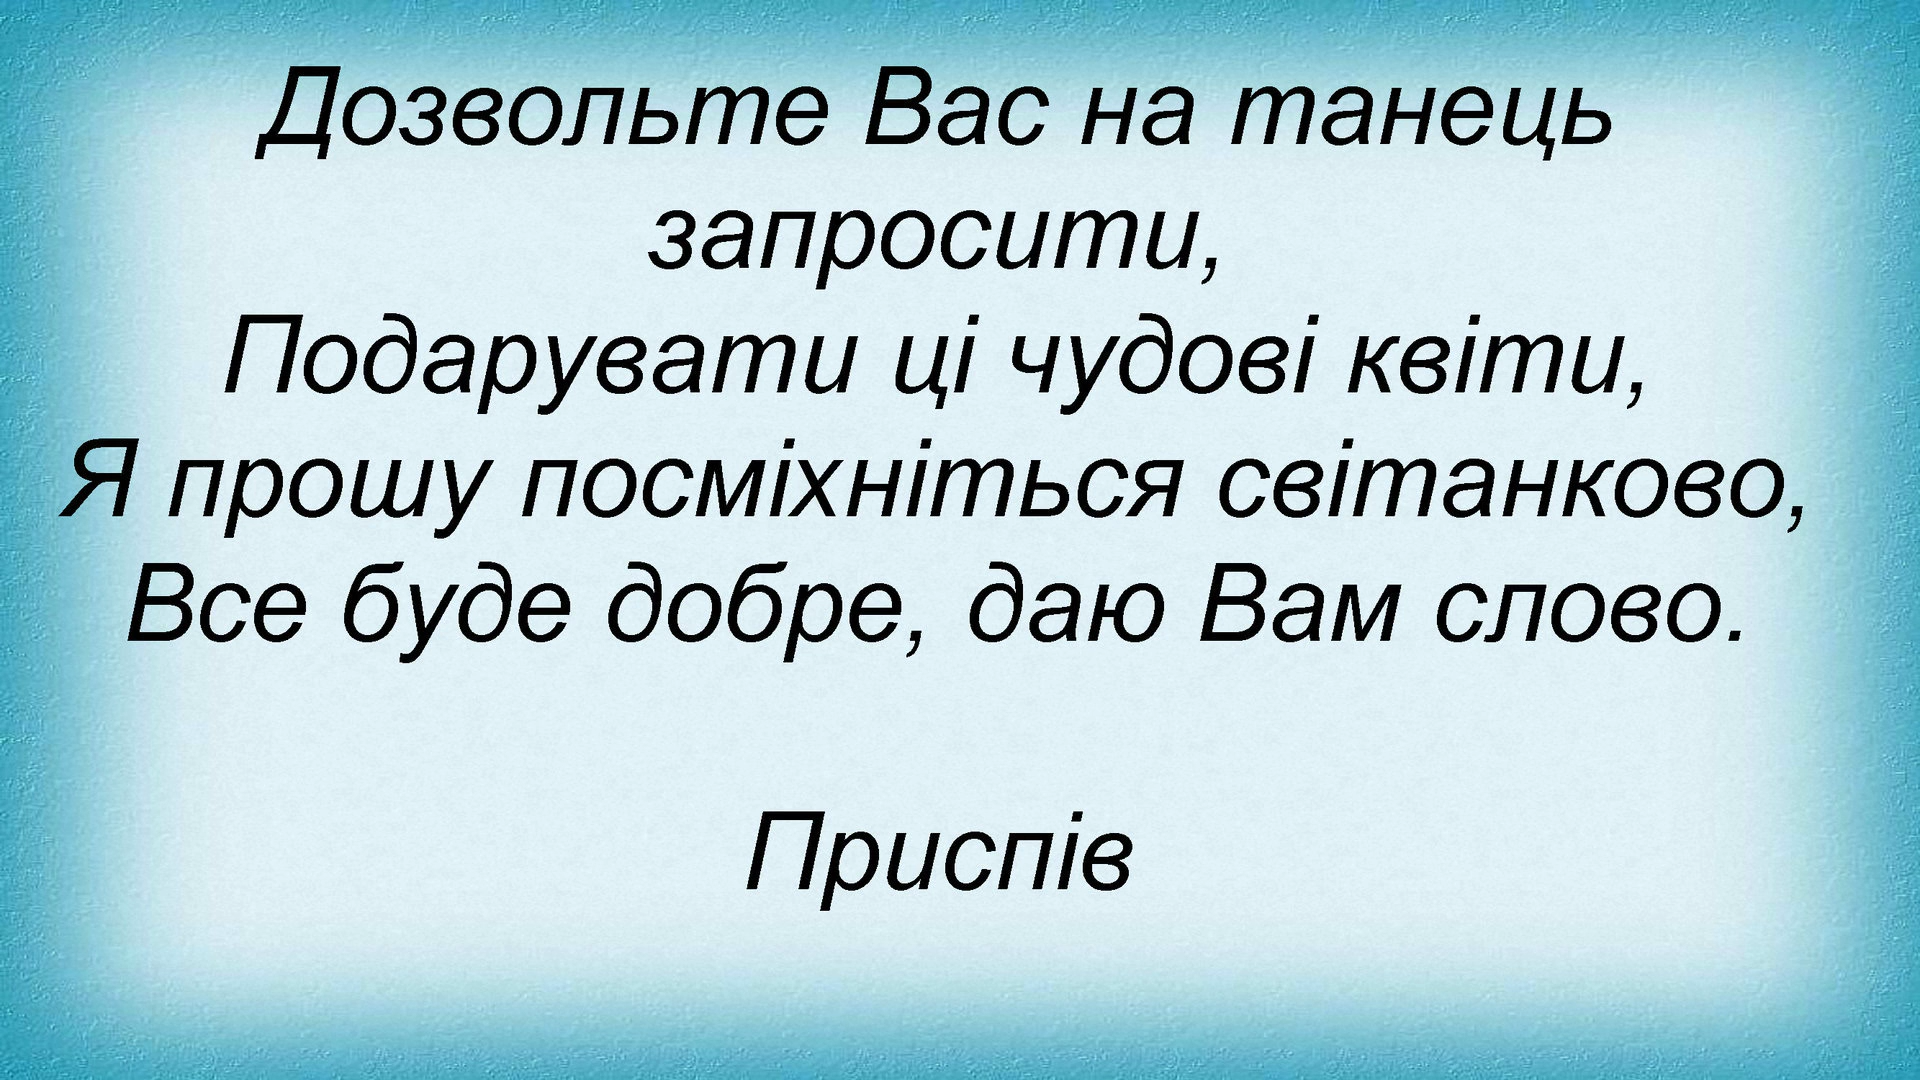 Дозвольте Вас на танець
запросити,
Подарувати ці чудові квіти,
Я прошу посміхніться світанково,
Все буде добре, даю Вам слово.
Приспів